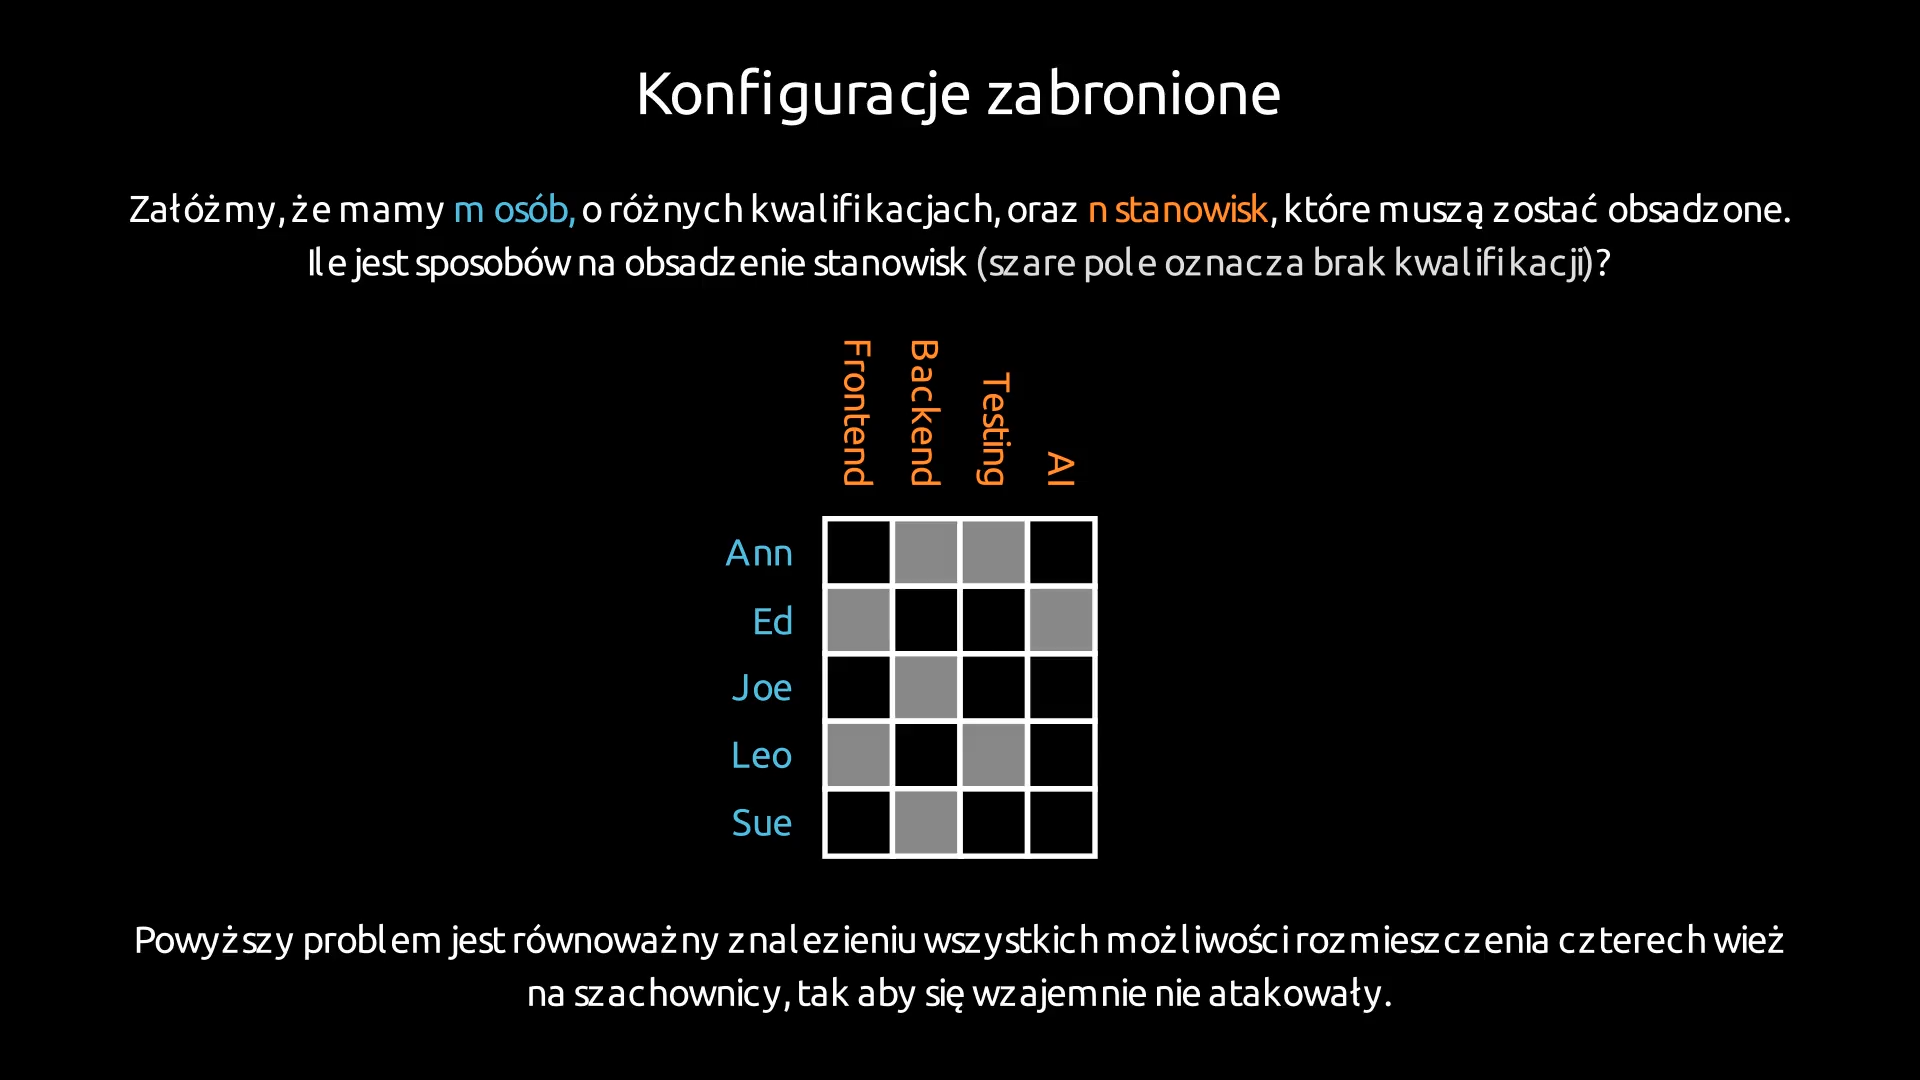 Konfiguracje zabronione
Załóżmy, że mamy m osób, o różnych kwalifikacjach, oraz n stanowisk, które muszą zostać obsadzone.
Ile jest sposobów na obsadzenie stanowisk (szare pole oznacza brak kwalifikacji)?
Frontend
Backend
Testing
AI
Ann
Ed
Joe
Leo
Sue
Powyższy problem jest równoważny znalezieniu wszystkich możliwości rozmieszczenia czterech wież
na szachownicy, tak aby się wzajemnie nie atakowały.